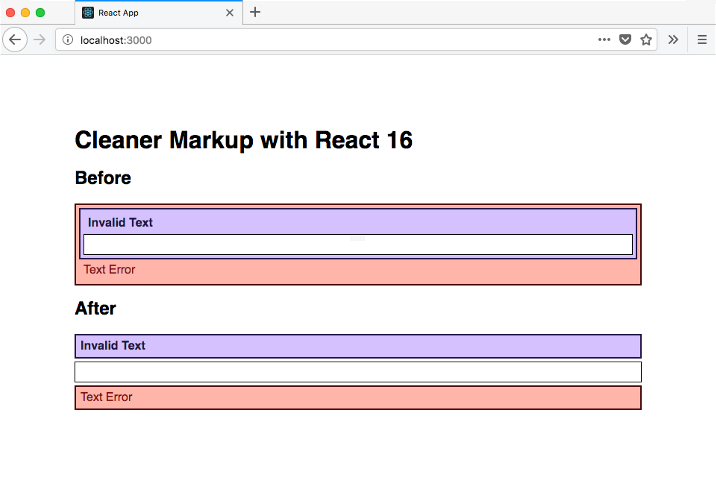 React App
localhost:3000
Cleaner Markup with React 16
Before
Invalid Text
Text Error
After
Invalid Text
Text Error